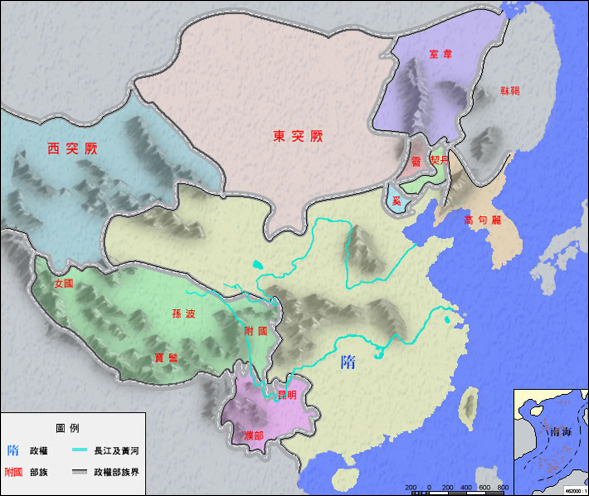 室韋
靺鞨
東突厥
西突厥
霫
契丹
奚
高句麗
女國
孫波
附國
寶髻
隋
昆明
濮部
圖例
隋 政權
長江及黃河
附國 部族
政權部族界
南海
200 0 200 400 600 800